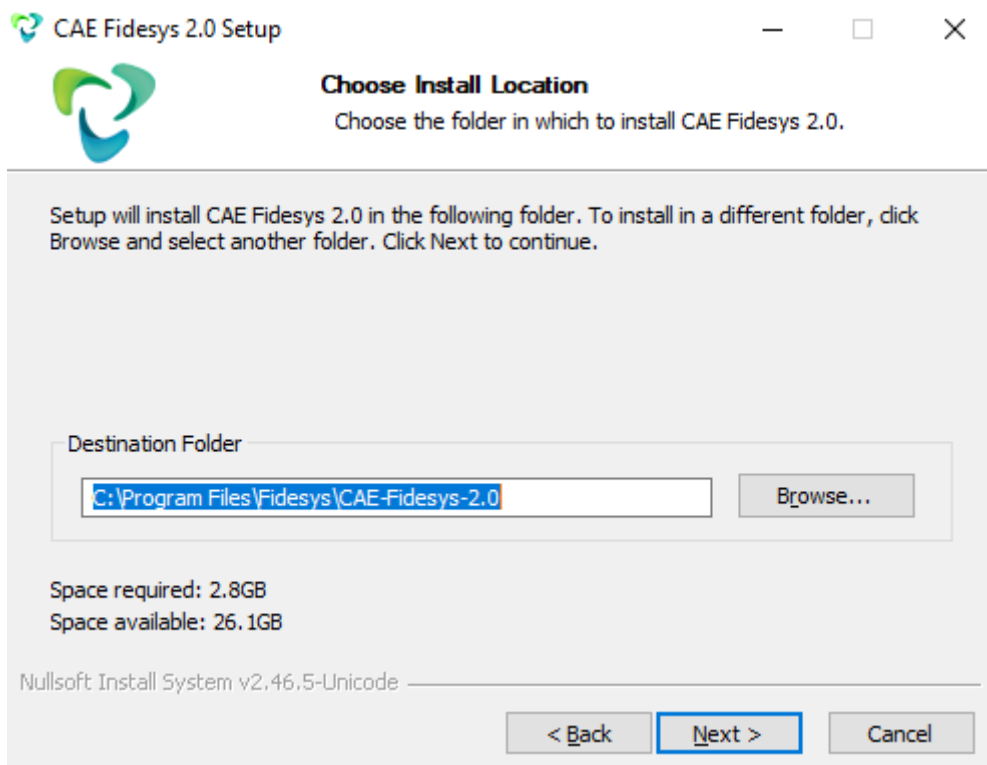 CAE Fidesys 2.0 Setup
Choose Install Location
Choose the folder in which to install CAE Fidesys 2.0.
Setup will install CAE Fidesys 2.0 in the following folder. To install in a different folder, click
Browse and select another folder. Click Next to continue.
Destination Folder
C:\Program Files\Fidesys\CAE-Fidesys-2.0
Browse...
Space required: 2.8GB
Space available: 26.1GB
Nullsoft Install System v2.46.5-Unicode
< Back Next > Cancel